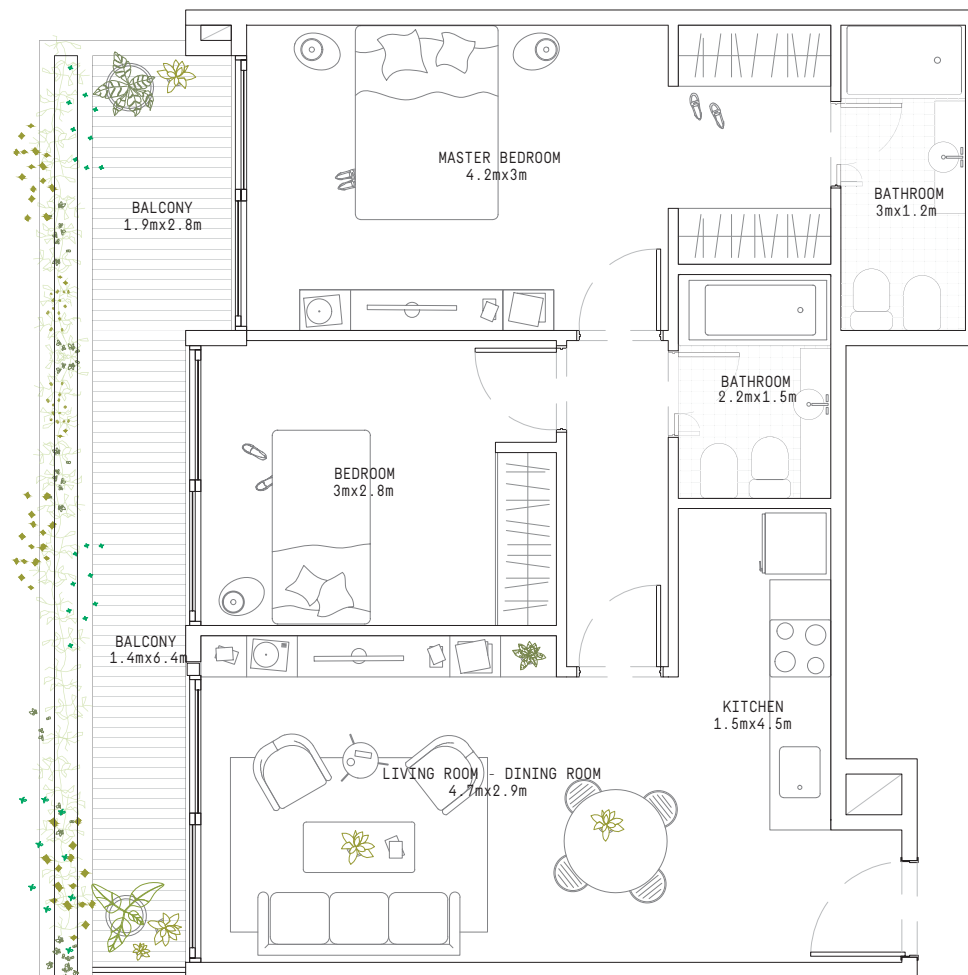 MASTER BEDROOM
4.2mx3m
BATHROOM
3mx1.2m
BALCONY
1.9mx2.8m
BATHROOM
2.2mx1.5m
BEDROOM
3mx2.8m
BALCONY
1.4mx6.4m
KITCHEN
1.5mx4.5m
LIVING ROOM - DINING ROOM
4.7mx2.9m